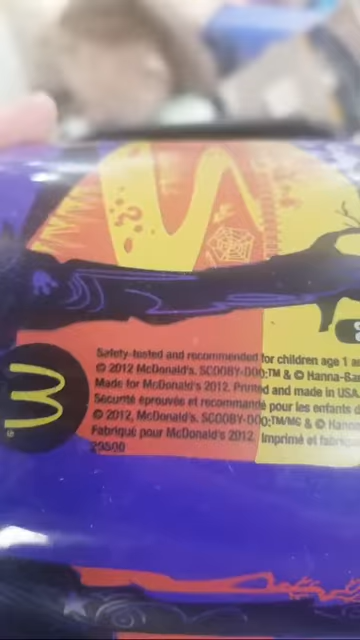 Safety-tested and recommended for children age 1 a
© 2012 McDonald's. SCOOBY-DOO:TM & © Hanna-Ba
Made for McDonald's 2012. Printed and made in USA.
Sécurité éprouvée et recommandé pour les enfants d
© 2012, McDonald's. SCOOBY-DOO:TM/MC & © Hann
Fabriqué pour McDonald's 2012. Imprimé et fabriqu
29500